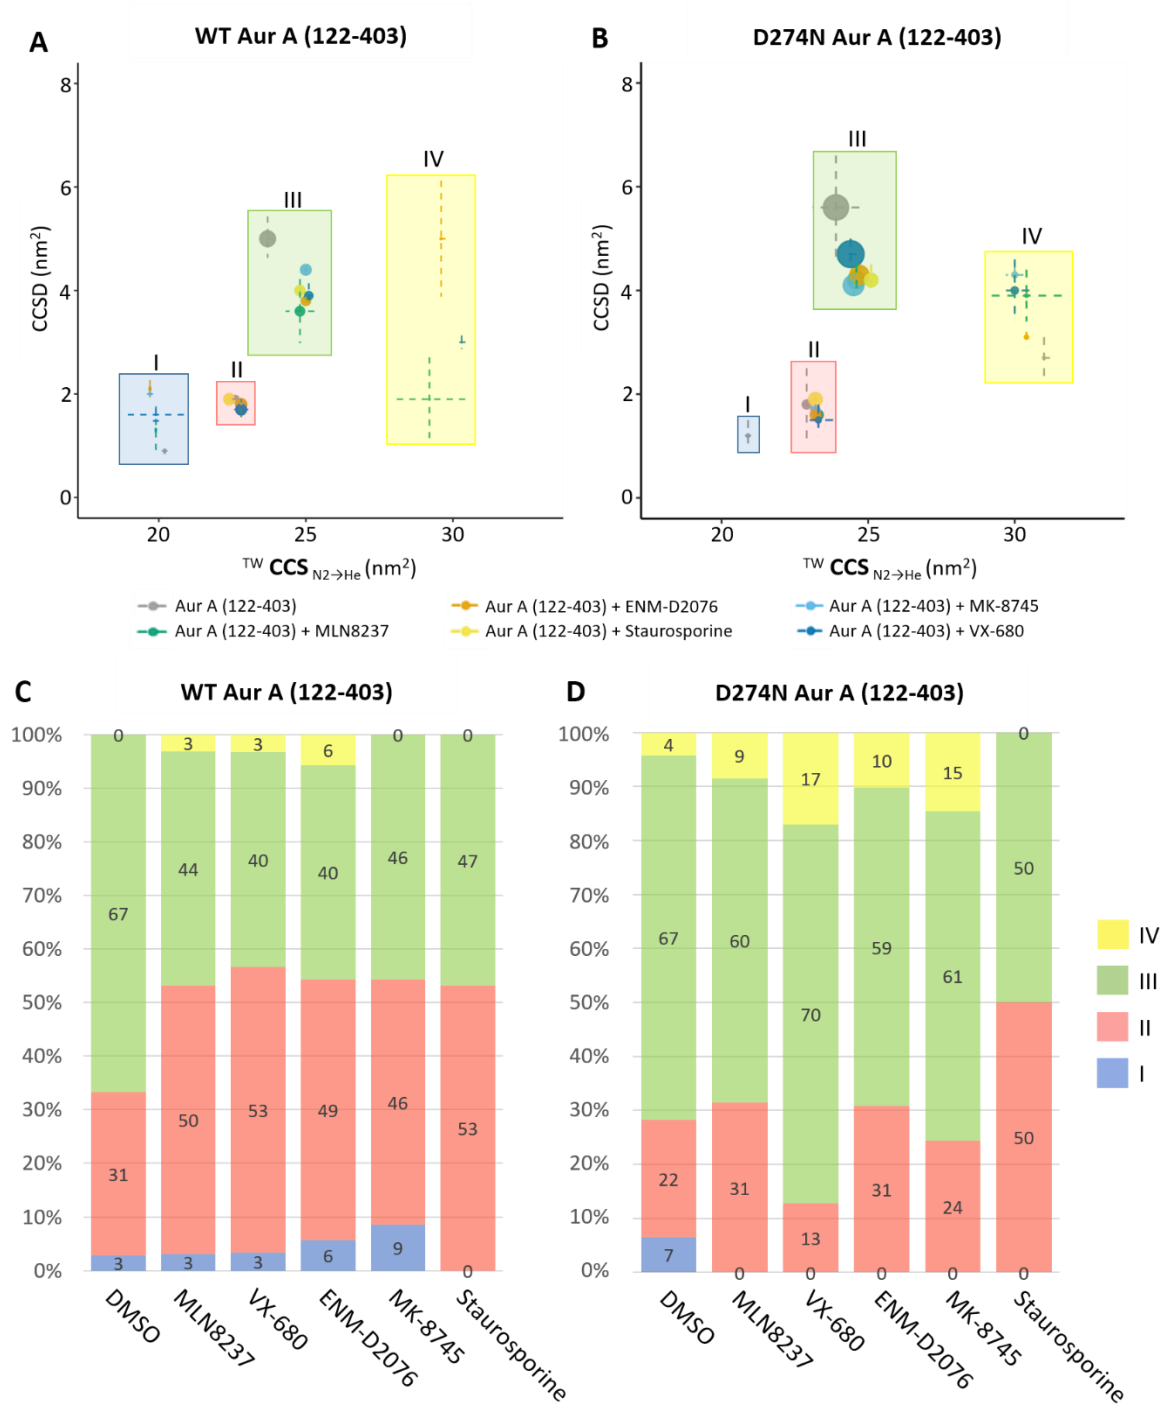 A WT Aur A (122-403)
B D274N Aur A (122-403)
8 6 4 2 0
CCSD (nm²)
I II III IV
20 25 30
TW CCS N2→He (nm²)
8 6 4 2 0
CCSD (nm²)
I II III IV
20 25 30
TW CCS N2→He (nm²)
Aur A (122-403) Aur A (122-403) + ENM-D2076 Aur A (122-403) + MK-8745
Aur A (122-403) + MLN8237 Aur A (122-403) + Staurosporine Aur A (122-403) + VX-680
C WT Aur A (122-403)
D D274N Aur A (122-403)
100%
90%
80%
70%
60%
50%
40%
30%
20%
10%
0%
0 67 31 3
3 44 50 3
3 40 53 3
6 40 49 6
0 46 46 9
0 47 53 0
DMSO
MLN8237
VX-680
ENM-D2076
MK-8745
Staurosporine
100%
90%
80%
70%
60%
50%
40%
30%
20%
10%
0%
4 67 22 7
9 60 31 0
17 70 13 0
10 59 31 0
15 61 24 0
0 50 50 0
DMSO
MLN8237
VX-680
ENM-D2076
MK-8745
Staurosporine
IV
III
II
I